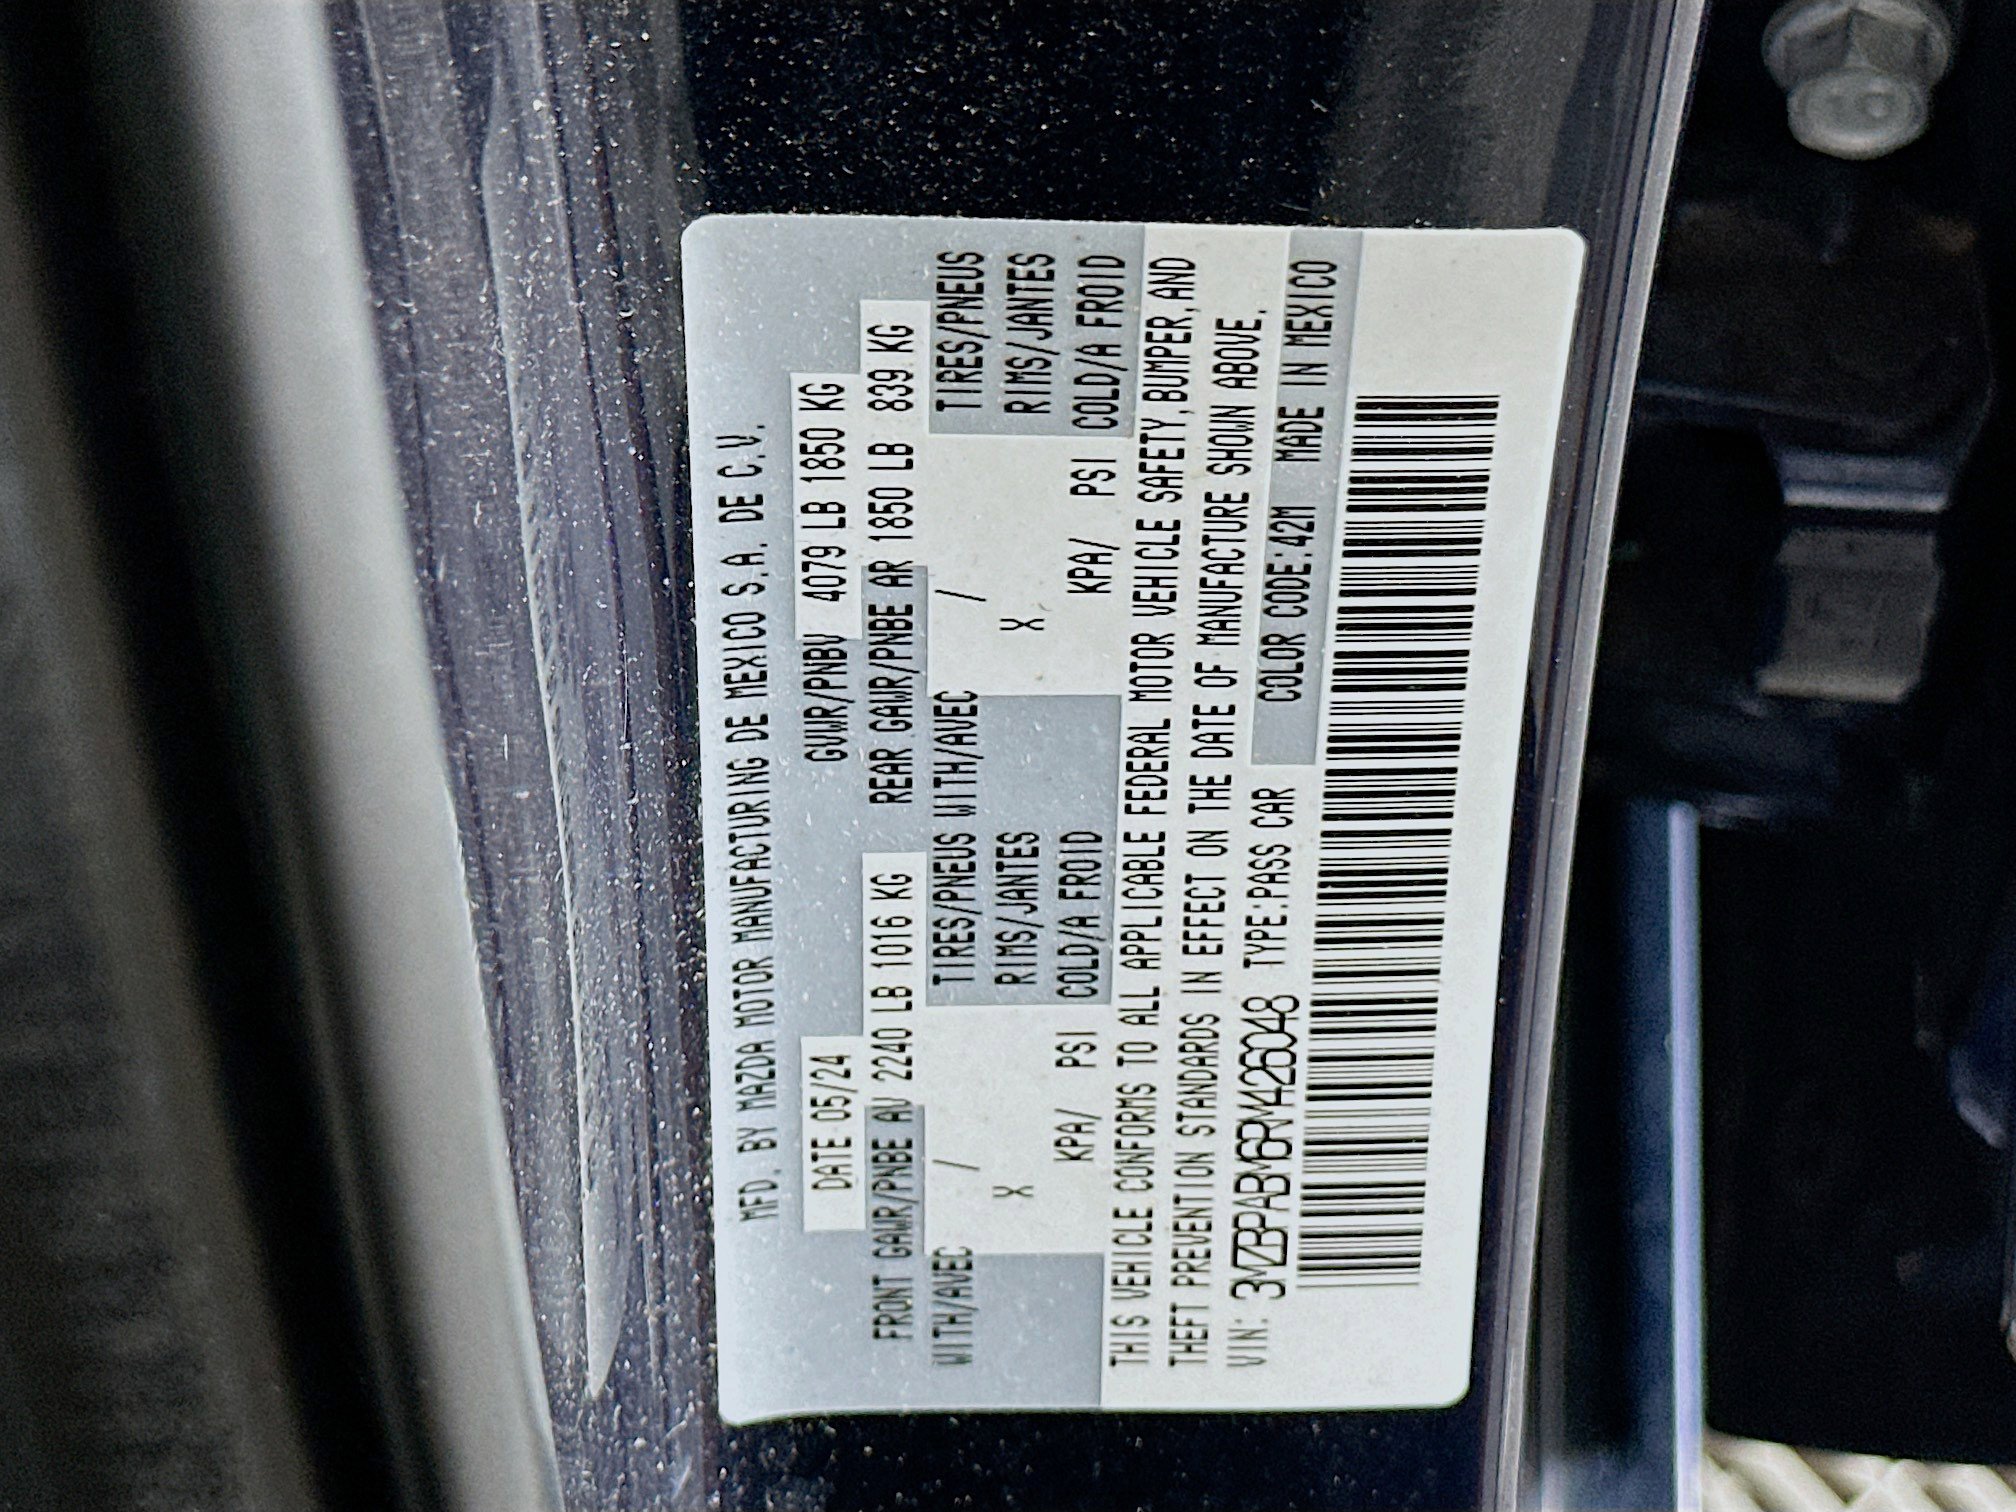 MFD. BY MAZDA MOTOR MANUFACTURING DE MEXICO S.A. DE C.V.
DATE 05/24 GVWR/PNBV 4079 LB 1850 KG
FRONT GAWR/PNBE AV 2240 LB 1016 KG REAR GAWR/PNBE AR 1850 LB 839 KG
WITH/AVEC / TIRES/PNEUS WITH/AVEC / TIRES/PNEUS
X RIMS/JANTES X RIMS/JANTES
KPA/ PSI COLD/A FROID KPA/ PSI COLD/A FROID
THIS VEHICLE CONFORMS TO ALL APPLICABLE FEDERAL MOTOR VEHICLE SAFETY, BUMPER, AND
THEFT PREVENTION STANDARDS IN EFFECT ON THE DATE OF MANUFACTURE SHOWN ABOVE.
VIN: 3MZBPABM6RM426048 TYPE:PASS CAR COLOR CODE:42M MADE IN MEXICO